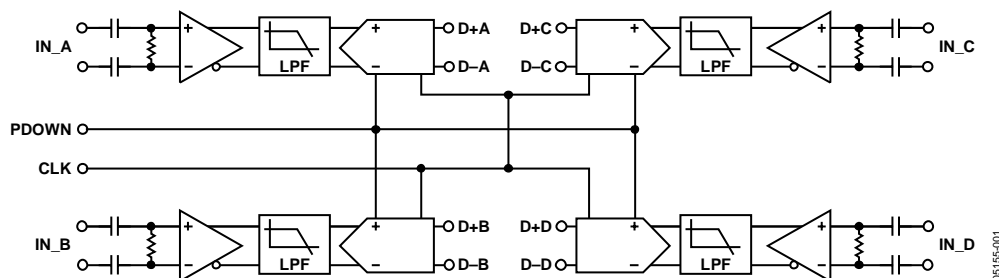 IN_A
+
–
LPF
+
–
D+A
D–A
D+C
D–C
+
–
LPF
+
–
IN_C
PDOWN
CLK
IN_B
+
–
LPF
+
–
D+B
D–B
D+D
D–D
+
–
LPF
+
–
IN_D